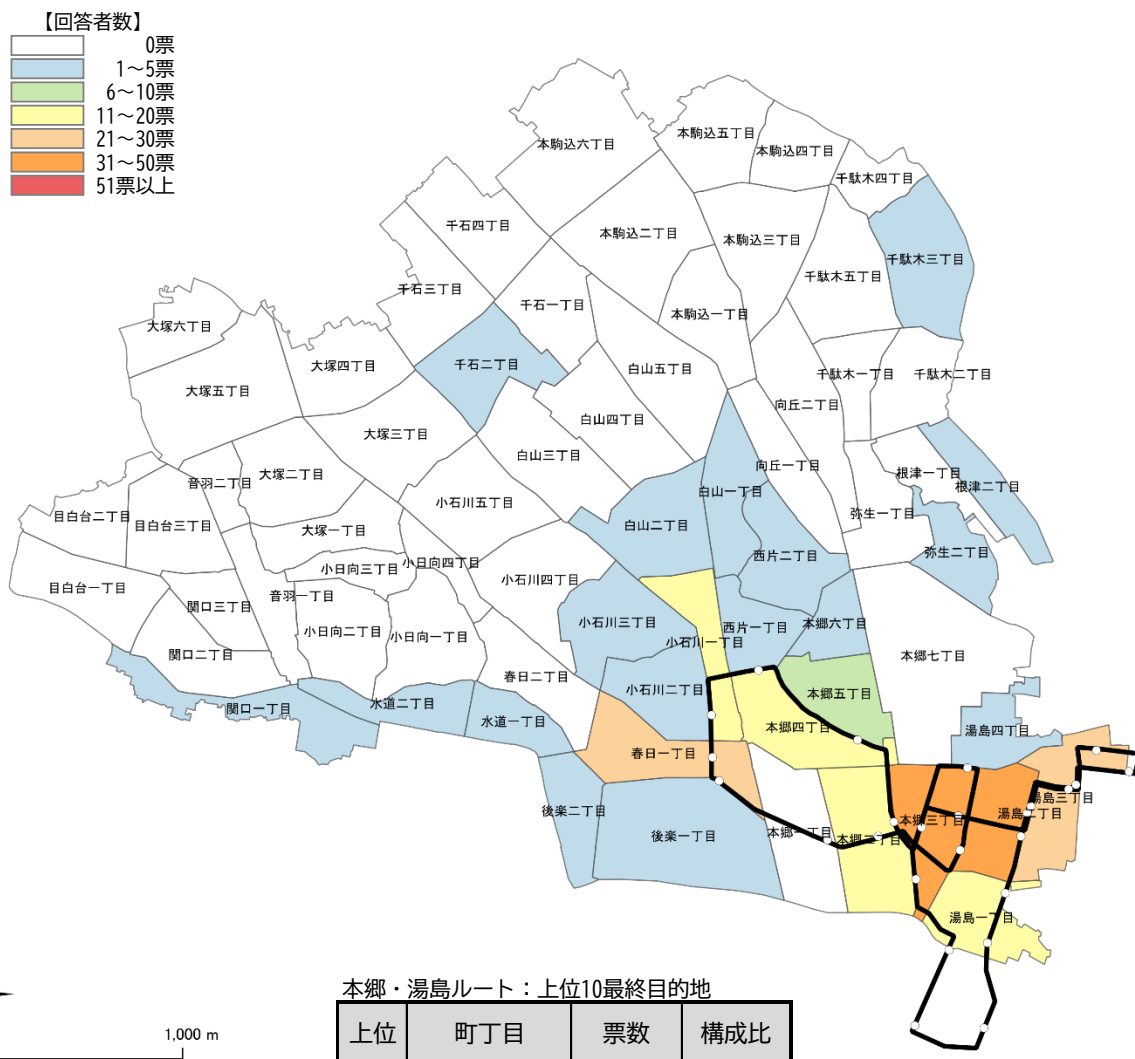 【回答者数】
0票
1～5票
6～10票
11～20票
21～30票
31～50票
51票以上
本駒込六丁目
本駒込五丁目
本駒込四丁目
千駄木四丁目
千石四丁目
本駒込二丁目
本駒込三丁目
千駄木三丁目
千駄木五丁目
千石三丁目
千石一丁目
本駒込一丁目
大塚六丁目
大塚四丁目
千石二丁目
白山五丁目
千駄木一丁目
千駄木二丁目
大塚五丁目
向丘二丁目
白山四丁目
大塚三丁目
白山三丁目
向丘一丁目
根津一丁目
大塚二丁目
音羽二丁目
根津二丁目
白山一丁目
小石川五丁目
弥生一丁目
目白台二丁目
目白台三丁目
白山二丁目
大塚一丁目
弥生二丁目
西片二丁目
小日向四丁目
小日向三丁目
小石川四丁目
目白台一丁目
音羽一丁目
関口三丁目
小石川三丁目
本郷六丁目
西片一丁目
小日向二丁目
小日向一丁目
小石川一丁目
関口二丁目
本郷七丁目
春日二丁目
小石川二丁目
本郷五丁目
水道二丁目
関口一丁目
水道一丁目
本郷四丁目
湯島四丁目
春日一丁目
湯島三丁目
後楽二丁目
湯島二丁目
本郷三丁目
後楽一丁目
本郷一丁目
本郷二丁目
湯島一丁目
本郷・湯島ルート：上位10最終目的地
1,000 m
上位 町丁目 票数 構成比